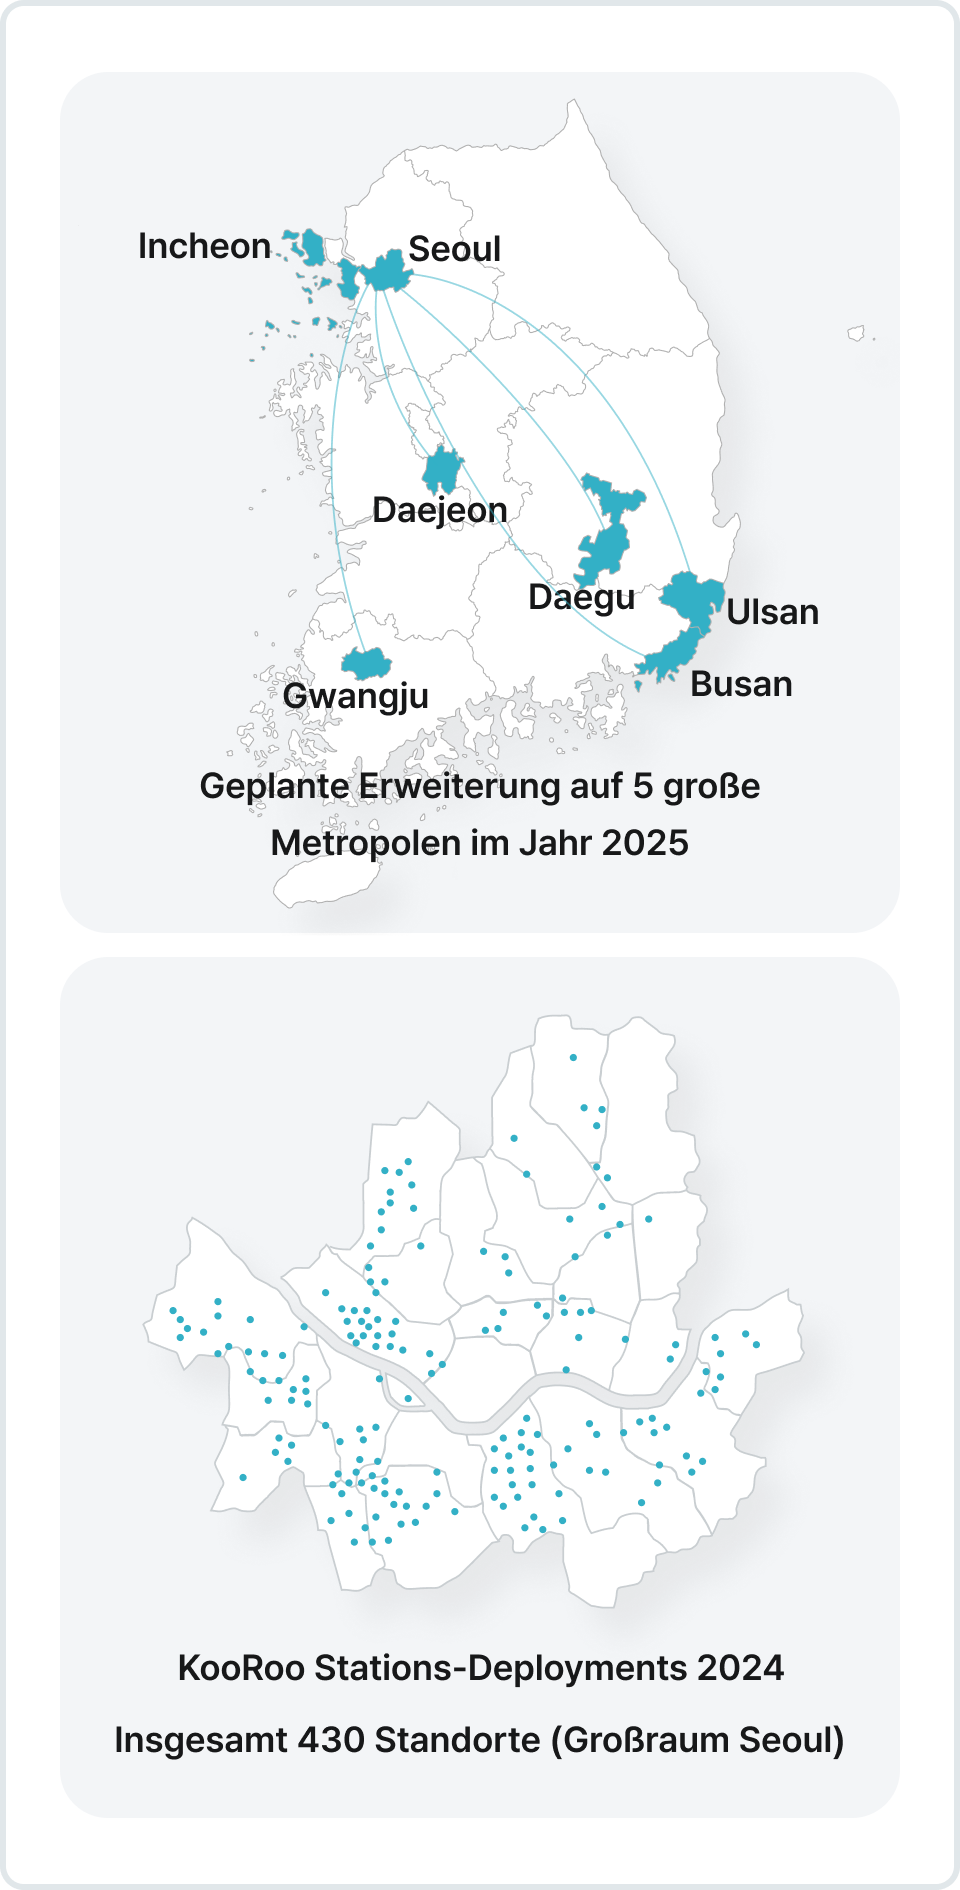 Incheon
Seoul
Daejeon
Daegu
Ulsan
Gwangju
Busan
Geplante Erweiterung auf 5 große
Metropolen im Jahr 2025
KooRoo Stations-Deployments 2024
Insgesamt 430 Standorte (Großraum Seoul)